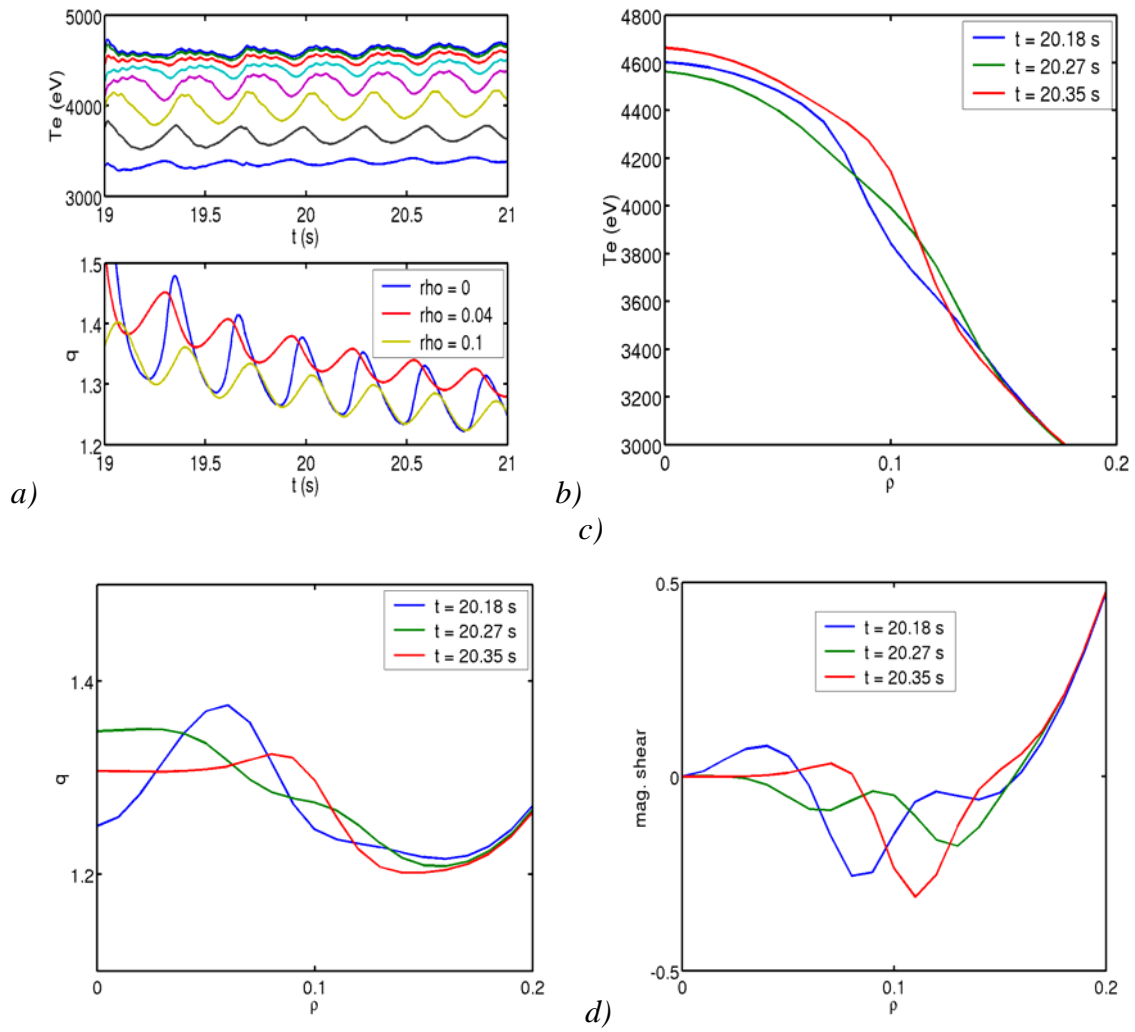 5000
4000
3000
Te (eV)
19
19.5
20
20.5
21
t (s)
1.5
1.4
1.3
1.2
q
rho = 0
rho = 0.04
rho = 0.1
19
19.5
20
20.5
21
t (s)
a)
4800
4600
4400
4200
4000
3800
3600
3400
3200
3000
Te (eV)
t = 20.18 s
t = 20.27 s
t = 20.35 s
0
0.1
0.2
ρ
b)
c)
1.4
1.2
q
t = 20.18 s
t = 20.27 s
t = 20.35 s
0
0.1
0.2
ρ
0.5
0
-0.5
mag. shear
t = 20.18 s
t = 20.27 s
t = 20.35 s
0
0.1
0.2
ρ
d)